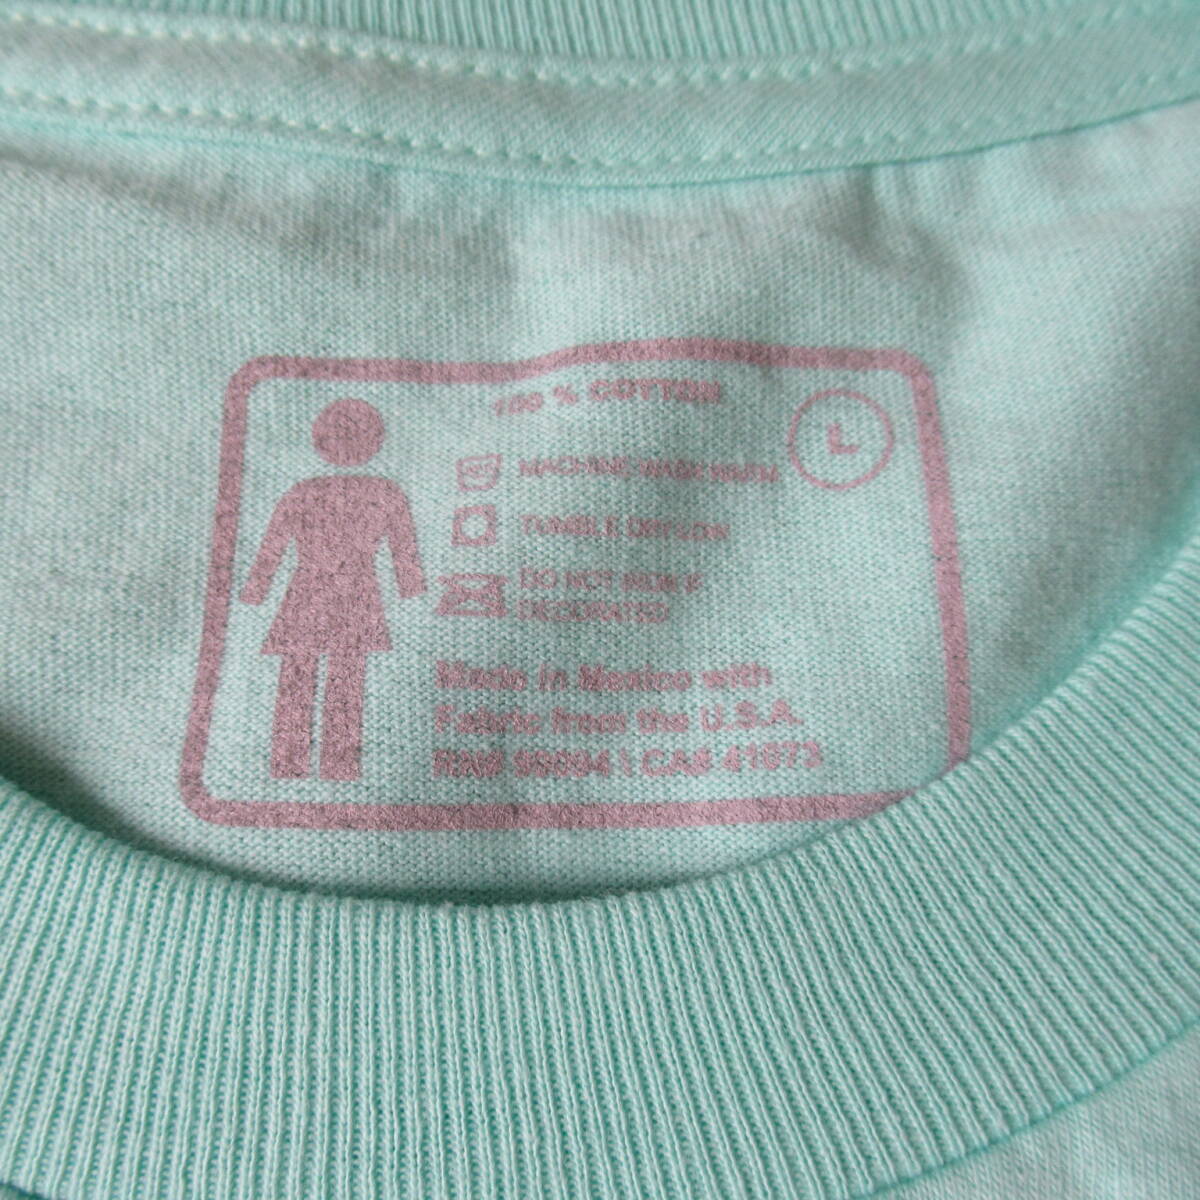 100 % COTTON
L
MACHINE WASH WARM
TUMBLE DRY LOW
DO NOT IRON IF
DECORATED
Made in Mexico with
Fabric from the U.S.A.
RN# 99094 \ CA# 41673